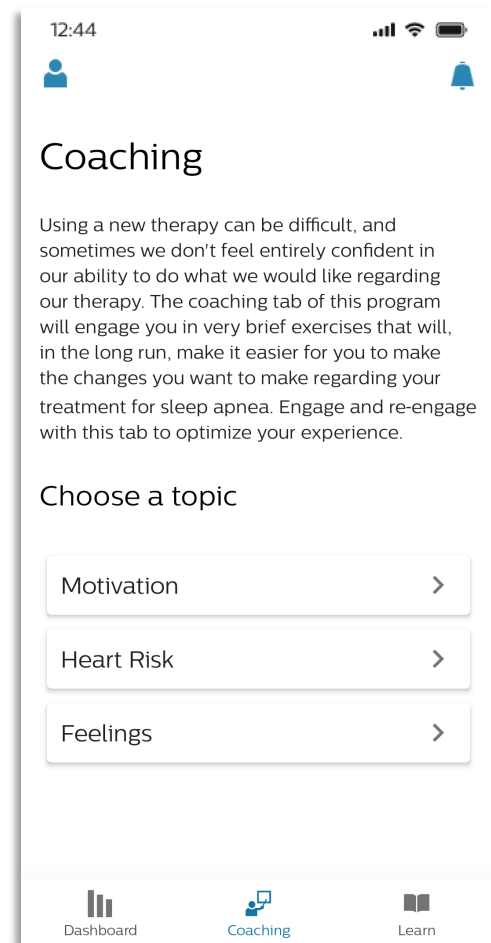 12:44
Coaching
Using a new therapy can be difficult, and
sometimes we don't feel entirely confident in
our ability to do what we would like regarding
our therapy. The coaching tab of this program
will engage you in very brief exercises that will,
in the long run, make it easier for you to make
the changes you want to make regarding your
treatment for sleep apnea. Engage and re-engage
with this tab to optimize your experience.
Choose a topic
Motivation
Heart Risk
Feelings
Dashboard
Coaching
Learn